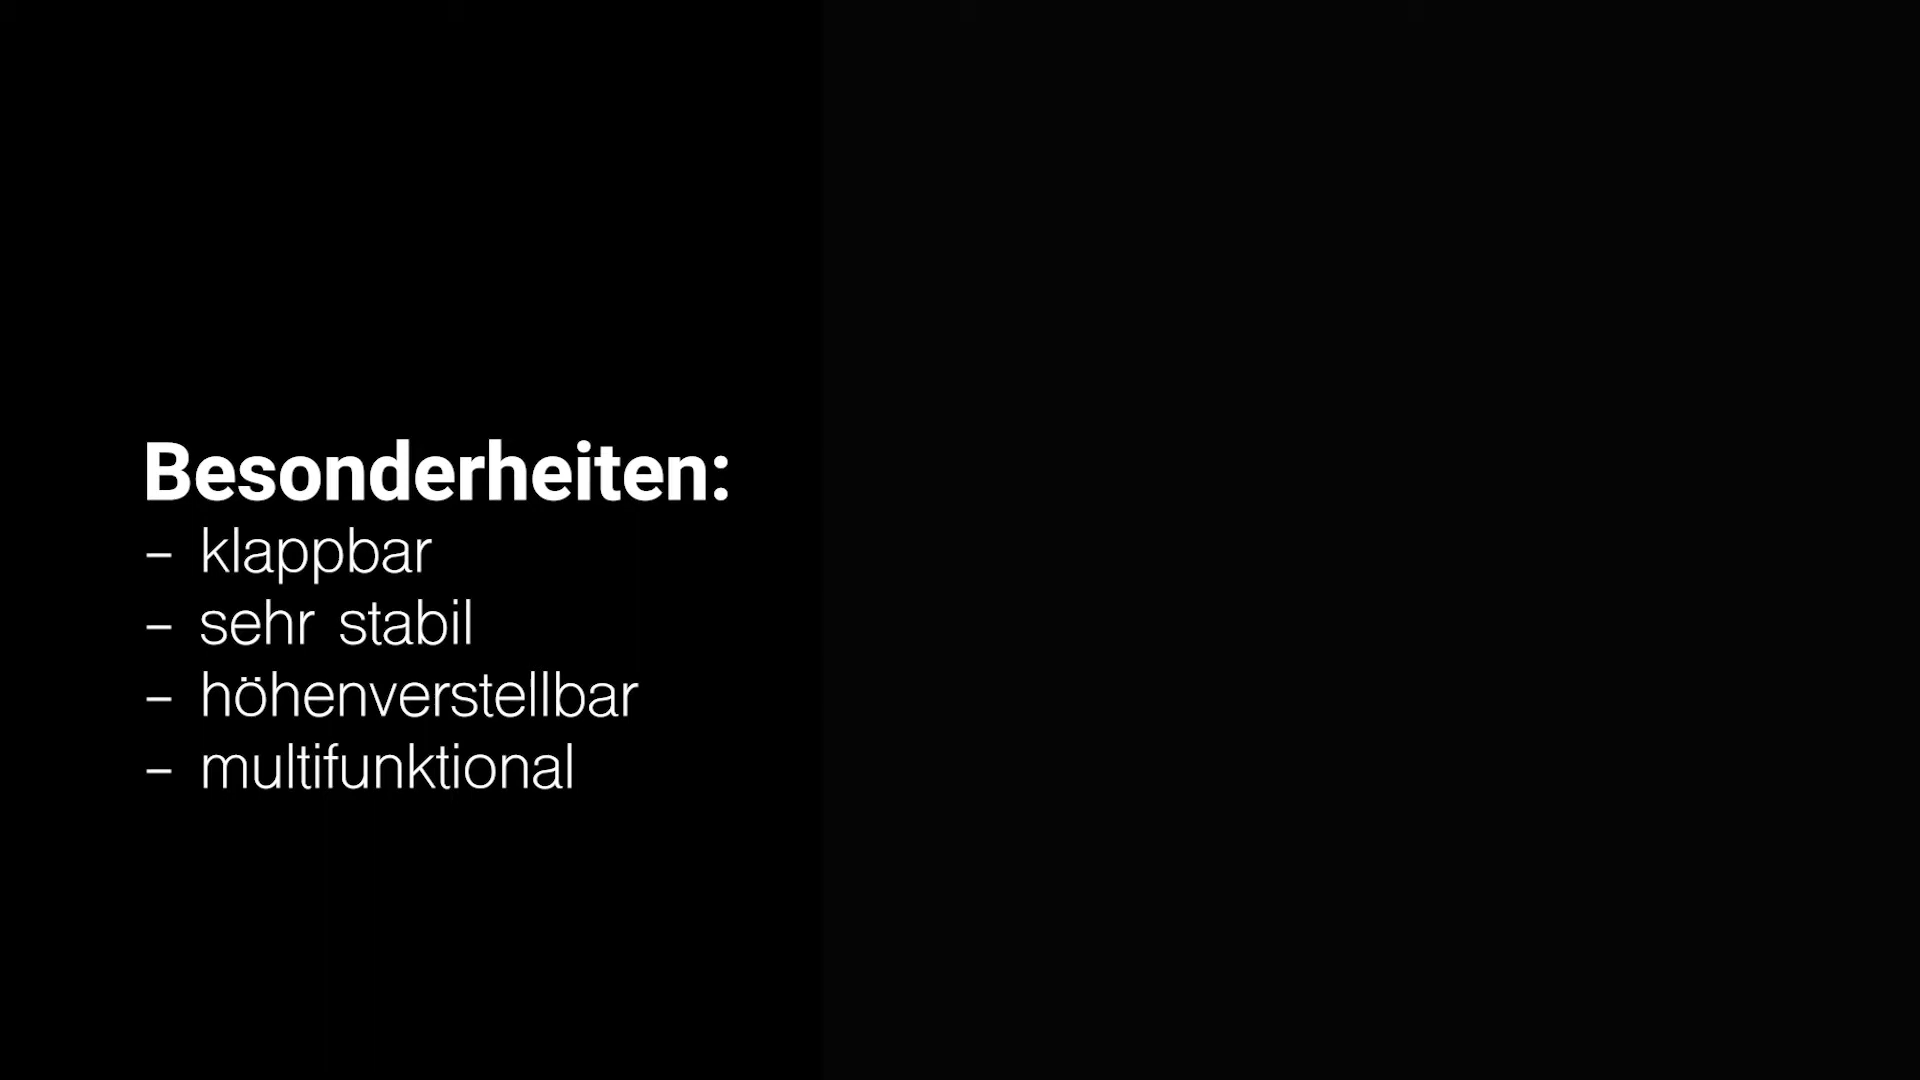 Besonderheiten:
– klappbar
– sehr stabil
– höhenverstellbar
– multifunktional